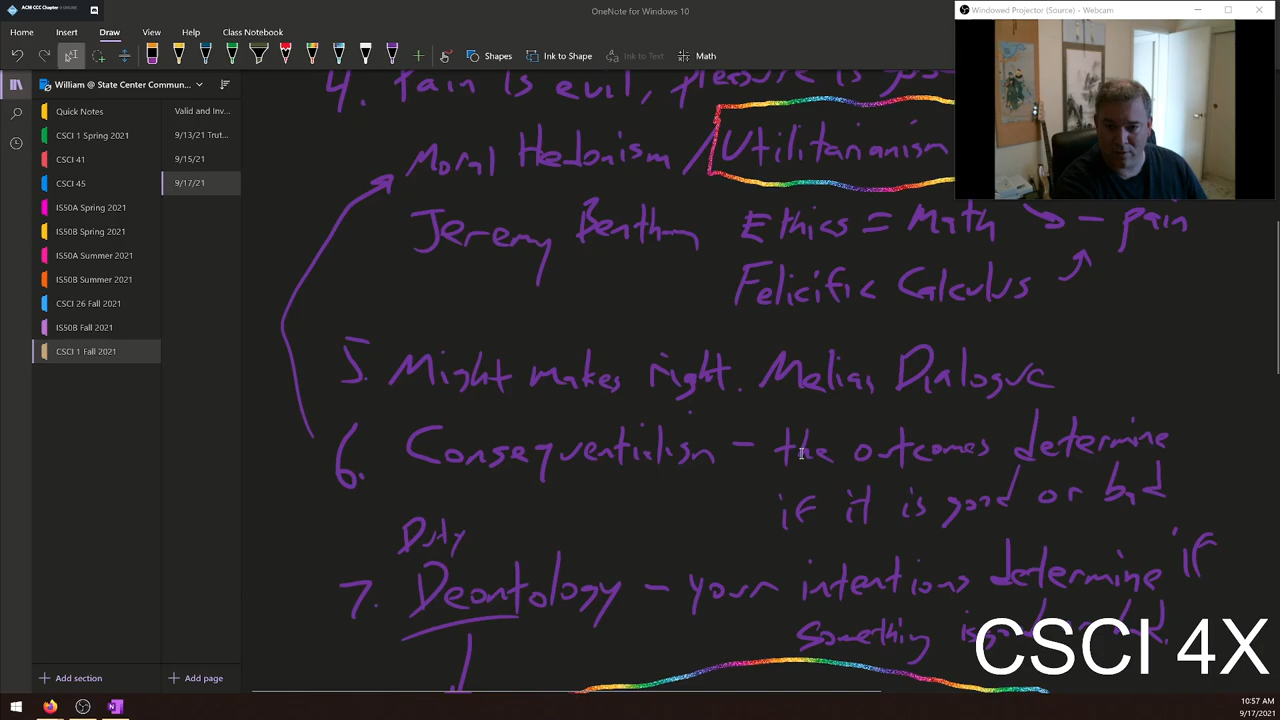 ACM CCC Chapter
OneNote for Windows 10
Windowed Projector (Source) - Webcam
Home Insert Draw View Help Class Notebook
Shapes Ink to Shape Ink to Text Math
William @ State Center Commun...
Quick Notes
CSCI 1 Spring 2021
CSCI 41
CSCI 45
IS50A Spring 2021
IS50B Spring 2021
IS50A Summer 2021
IS50B Summer 2021
CSCI 26 Fall 2021
IS50B Fall 2021
CSCI 1 Fall 2021
Valid and Inv...
9/13/21 Trut...
9/15/21
9/17/21
4. Pain is evil, pleasure is
Moral Hedonism / Utilitarianism
Jeremy Ethics = Math - pain
Felicific Calculus
5. Might makes right. Dialogue
6. Consequentialism - the outcomes determine
if it is good or bad
Duty
7. Deontology - your intentions determine if
something is
CSCI 4X
Add section Add page
10:57 AM
9/17/2021